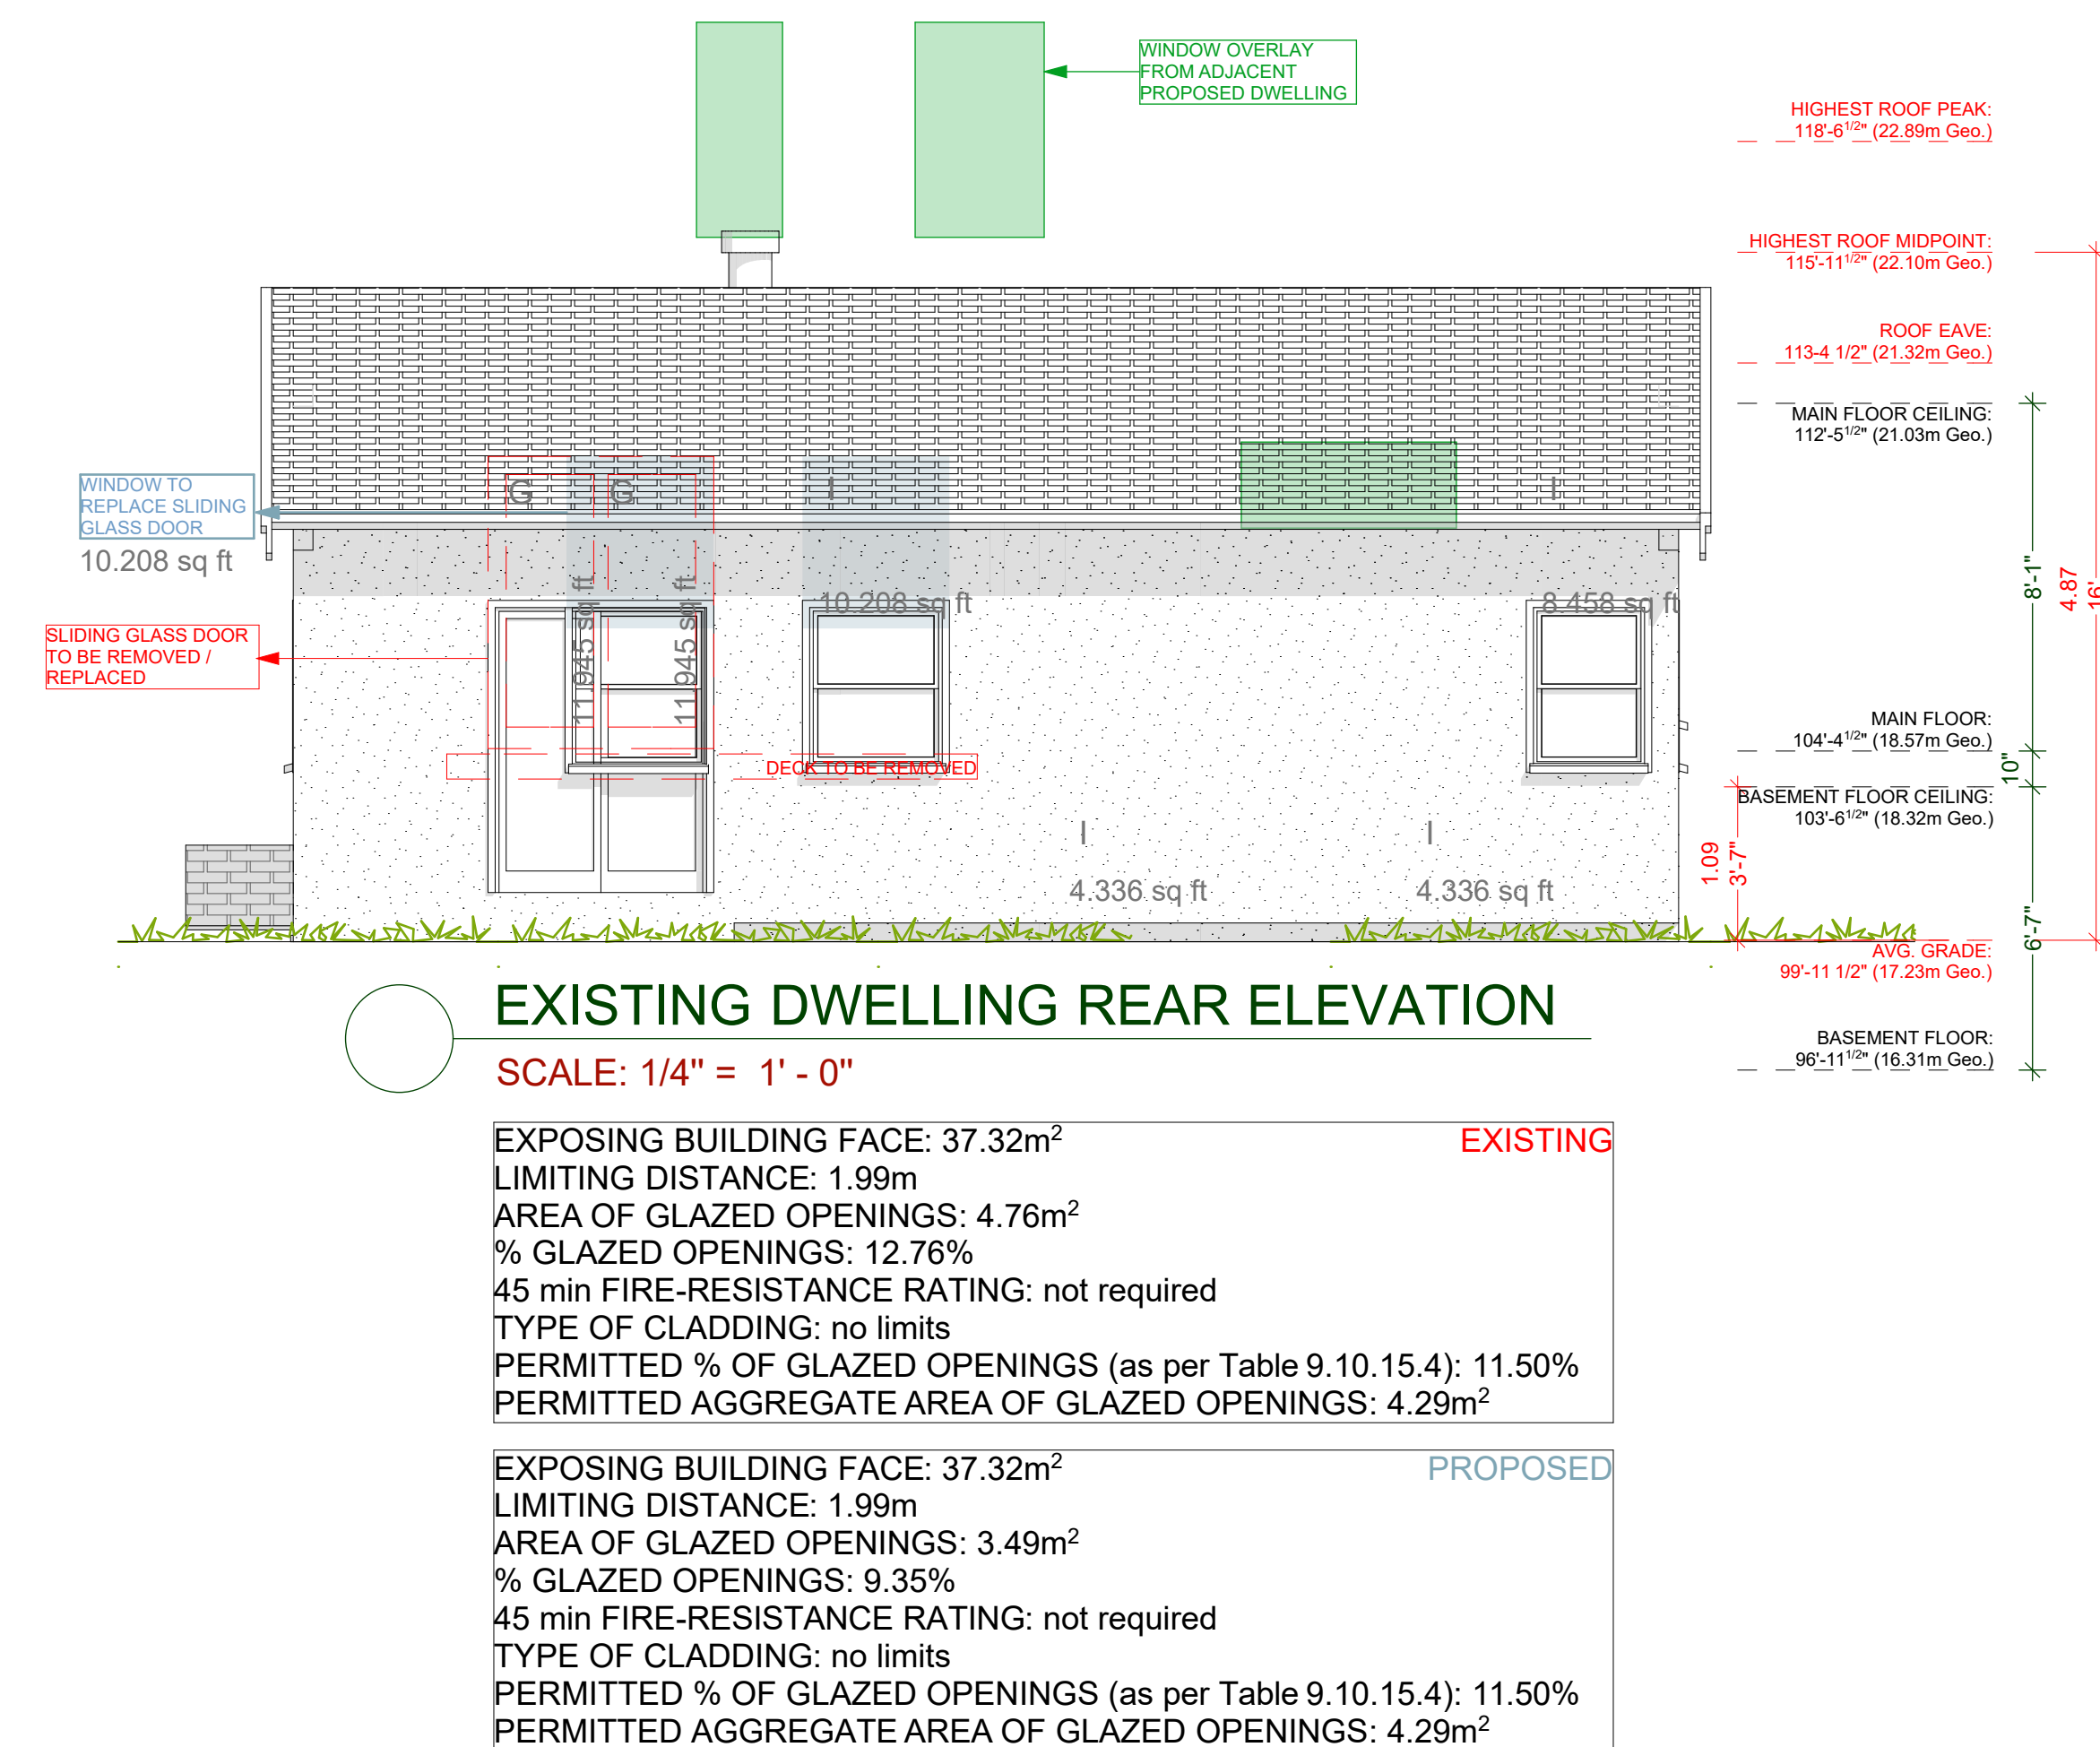 WINDOW OVERLAY
FROM ADJACENT
PROPOSED DWELLING
HIGHEST ROOF PEAK:
118'-6 1/2" (22.89m Geo.)
HIGHEST ROOF MIDPOINT:
115'-11 1/2" (22.10m Geo.)
ROOF EAVE:
113-4 1/2" (21.32m Geo.)
MAIN FLOOR CEILING:
112'-5 1/2" (21.03m Geo.)
WINDOW TO
REPLACE SLIDING
GLASS DOOR
10.208 sq ft
G
G
I
I
11.945 sq ft
11.945 sq ft
10.208 sq ft
8.458 sq ft
8'-1"
4.87
16'
SLIDING GLASS DOOR
TO BE REMOVED /
REPLACED
DECK TO BE REMOVED
MAIN FLOOR:
104'-4 1/2" (18.57m Geo.)
10"
BASEMENT FLOOR CEILING:
103'-6 1/2" (18.32m Geo.)
I
I
4.336 sq ft
4.336 sq ft
1.09
3'-7"
6'-7"
AVG. GRADE:
99'-11 1/2" (17.23m Geo.)
BASEMENT FLOOR:
96'-11 1/2" (16.31m Geo.)
EXISTING DWELLING REAR ELEVATION
SCALE: 1/4" = 1' - 0"
EXPOSING BUILDING FACE: 37.32m² EXISTING
LIMITING DISTANCE: 1.99m
AREA OF GLAZED OPENINGS: 4.76m²
% GLAZED OPENINGS: 12.76%
45 min FIRE-RESISTANCE RATING: not required
TYPE OF CLADDING: no limits
PERMITTED % OF GLAZED OPENINGS (as per Table 9.10.15.4): 11.50%
PERMITTED AGGREGATE AREA OF GLAZED OPENINGS: 4.29m²
EXPOSING BUILDING FACE: 37.32m² PROPOSED
LIMITING DISTANCE: 1.99m
AREA OF GLAZED OPENINGS: 3.49m²
% GLAZED OPENINGS: 9.35%
45 min FIRE-RESISTANCE RATING: not required
TYPE OF CLADDING: no limits
PERMITTED % OF GLAZED OPENINGS (as per Table 9.10.15.4): 11.50%
PERMITTED AGGREGATE AREA OF GLAZED OPENINGS: 4.29m²